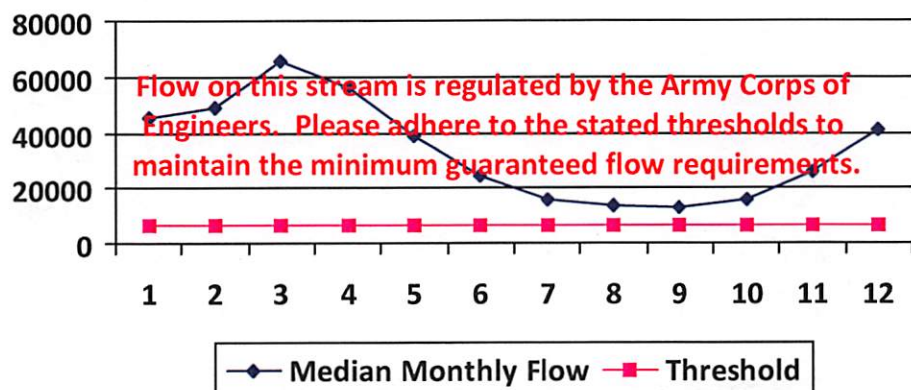 80000
60000
40000
20000
0
Flow on this stream is regulated by the Army Corps of
Engineers.  Please adhere to the stated thresholds to
maintain the minimum guaranteed flow requirements.
1 2 3 4 5 6 7 8 9 10 11 12
Median Monthly Flow Threshold